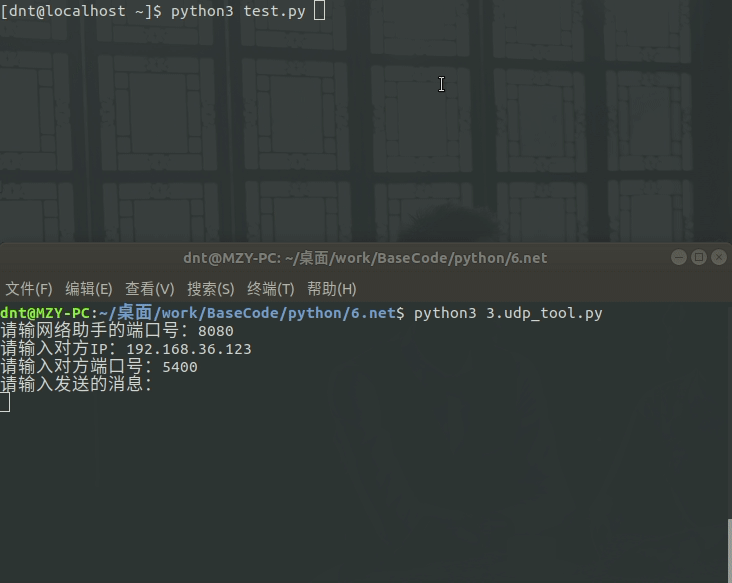 [dnt@localhost ~]$ python3 test.py
dnt@MZY-PC: ~/桌面/work/BaseCode/python/6.net
文件(F) 编辑(E) 查看(V) 搜索(S) 终端(T) 帮助(H)
dnt@MZY-PC:~/桌面/work/BaseCode/python/6.net$ python3 3.udp_tool.py
请输网络助手的端口号：8080
请输入对方IP：192.168.36.123
请输入对方端口号：5400
请输入发送的消息：